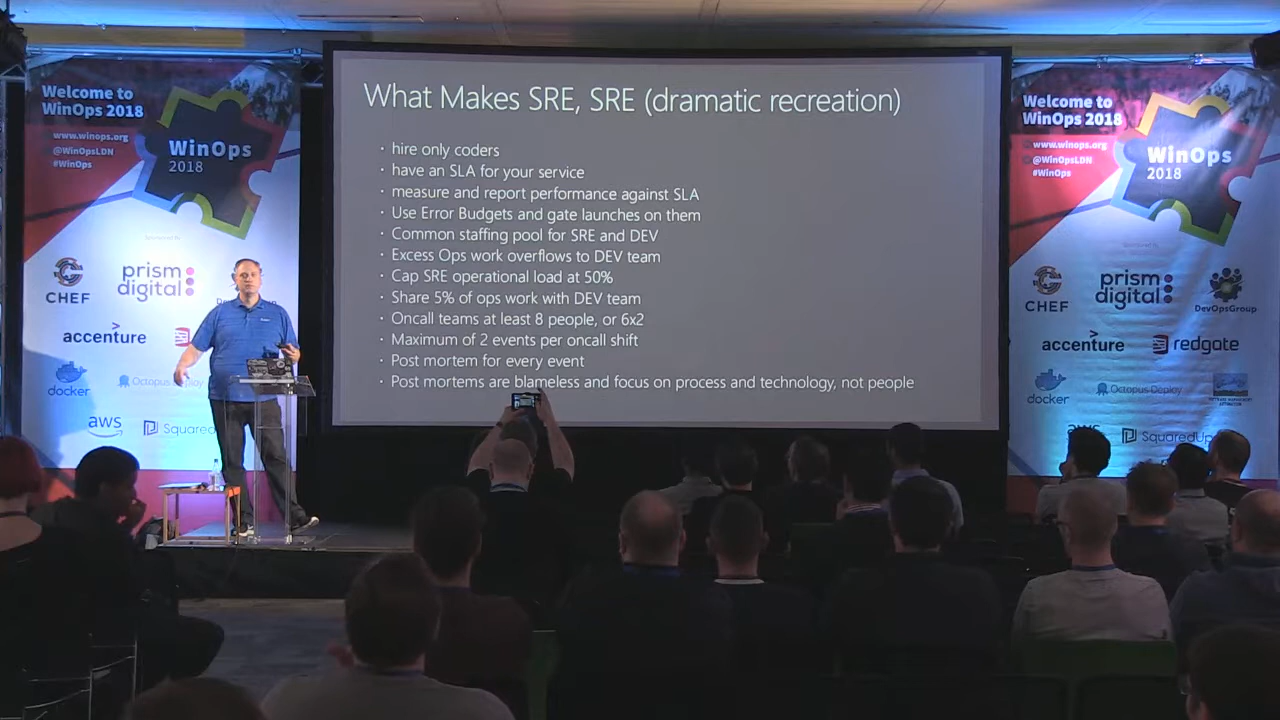 Welcome to
WinOps 2018
www.winops.org
@WinOpsLDN
#WinOps
WinOps
2018
Sponsored by
CHEF
prism
digital
accenture
docker
Octopus Deploy
aws
Squared
What Makes SRE, SRE (dramatic recreation)
· hire only coders
· have an SLA for your service
· measure and report performance against SLA
· Use Error Budgets and gate launches on them
· Common staffing pool for SRE and DEV
· Excess Ops work overflows to DEV team
· Cap SRE operational load at 50%
· Share 5% of ops work with DEV team
· Oncall teams at least 8 people, or 6x2
· Maximum of 2 events per oncall shift
· Post mortem for every event
· Post mortems are blameless and focus on process and technology, not people
Welcome to
WinOps 2018
www.winops.org
@WinOpsLDN
#WinOps
WinOps
2018
CHEF
prism
digital
DevOpsGroup
accenture
redgate
docker
Octopus Deploy
aws
SquaredUp